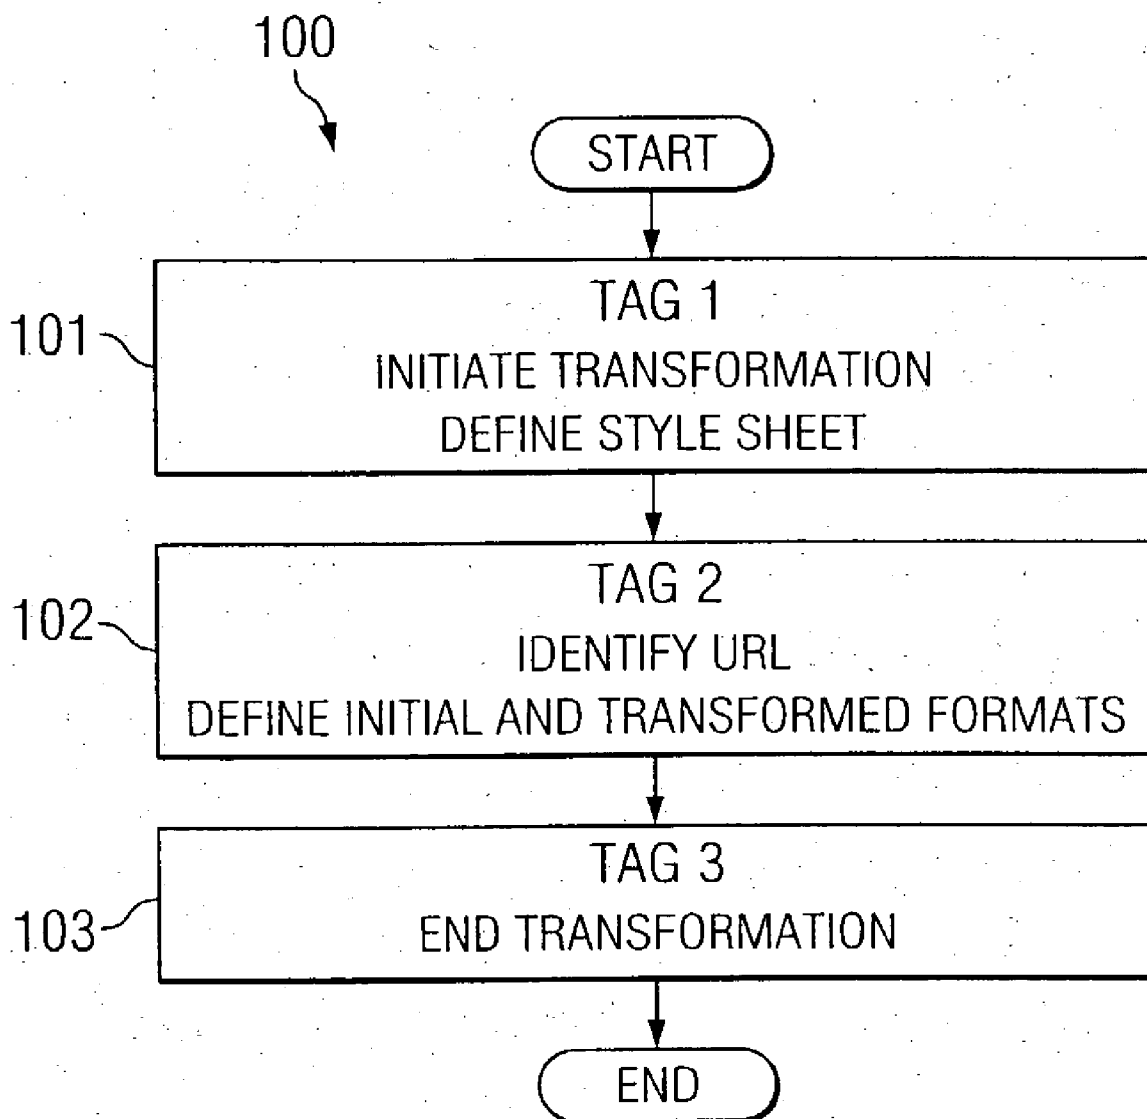 100
START
101
TAG 1
INITIATE TRANSFORMATION
DEFINE STYLE SHEET
102
TAG 2
IDENTIFY URL
DEFINE INITIAL AND TRANSFORMED FORMATS
103
TAG 3
END TRANSFORMATION
END